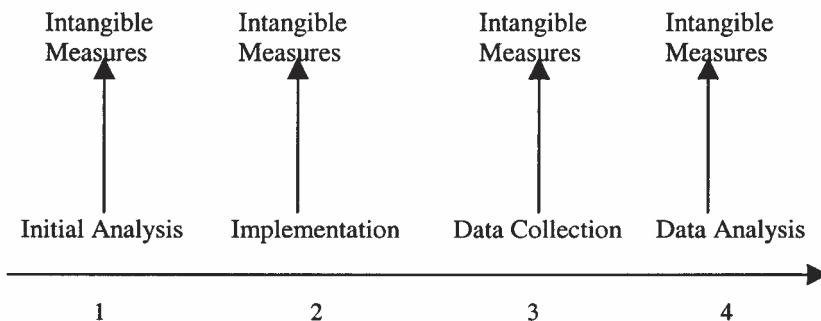 Intangible Intangible Intangible Intangible
Measures Measures Measures Measures
Initial Analysis Implementation Data Collection Data Analysis
1 2 3 4